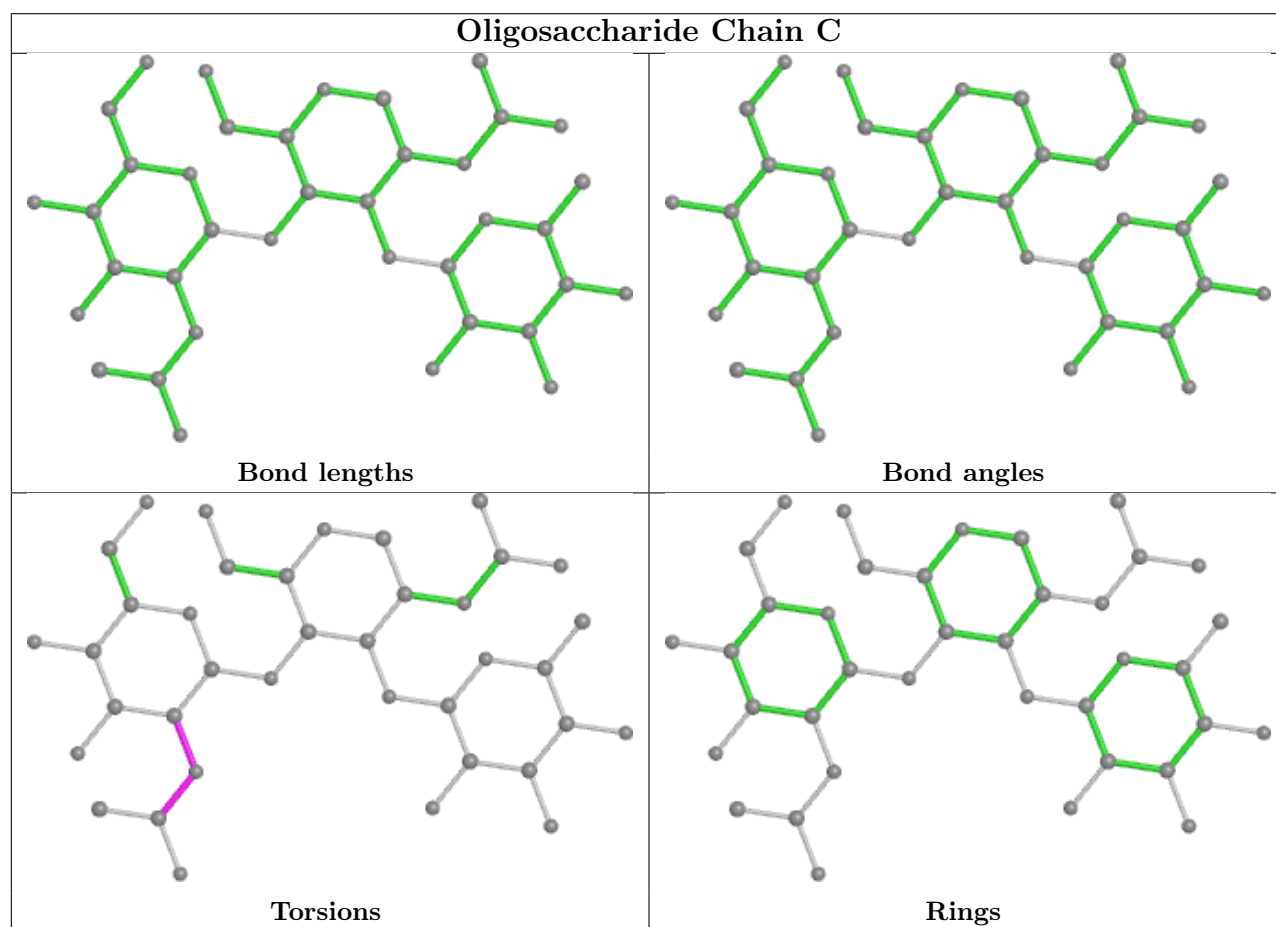 Oligosaccharide Chain C
Bond lengths
Bond angles
Torsions
Rings